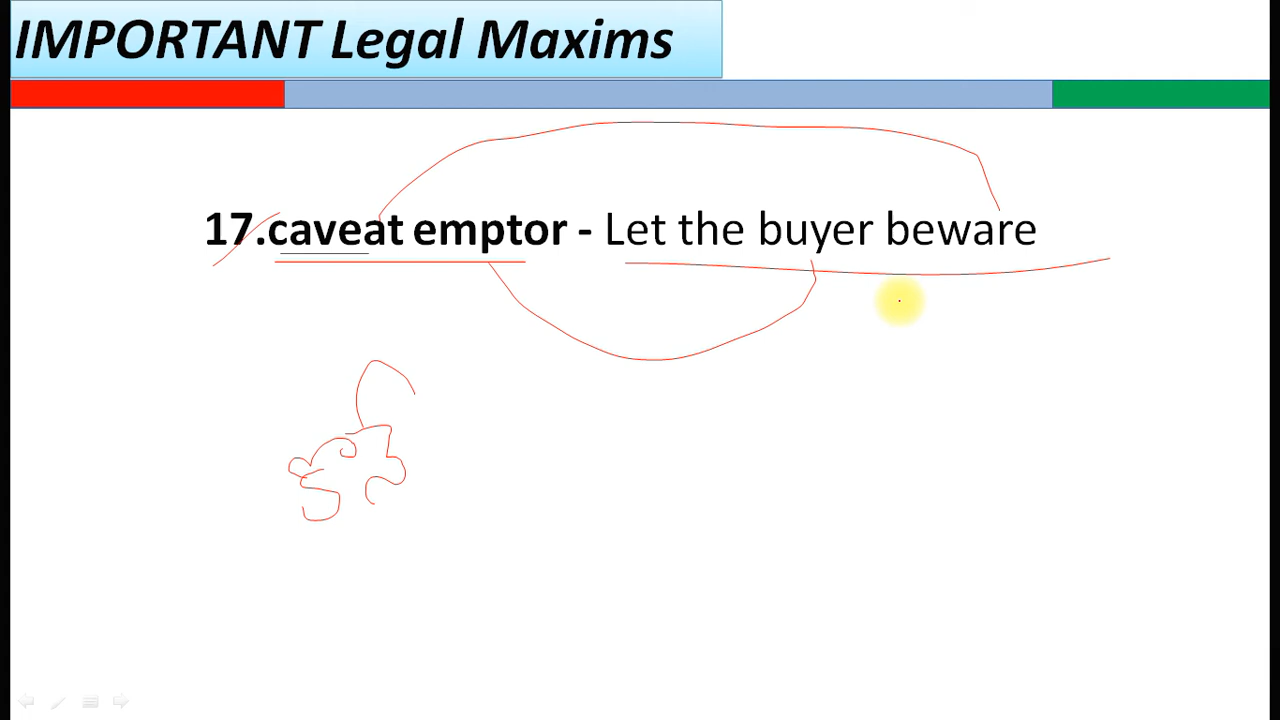 IMPORTANT Legal Maxims
17.caveat emptor - Let the buyer beware